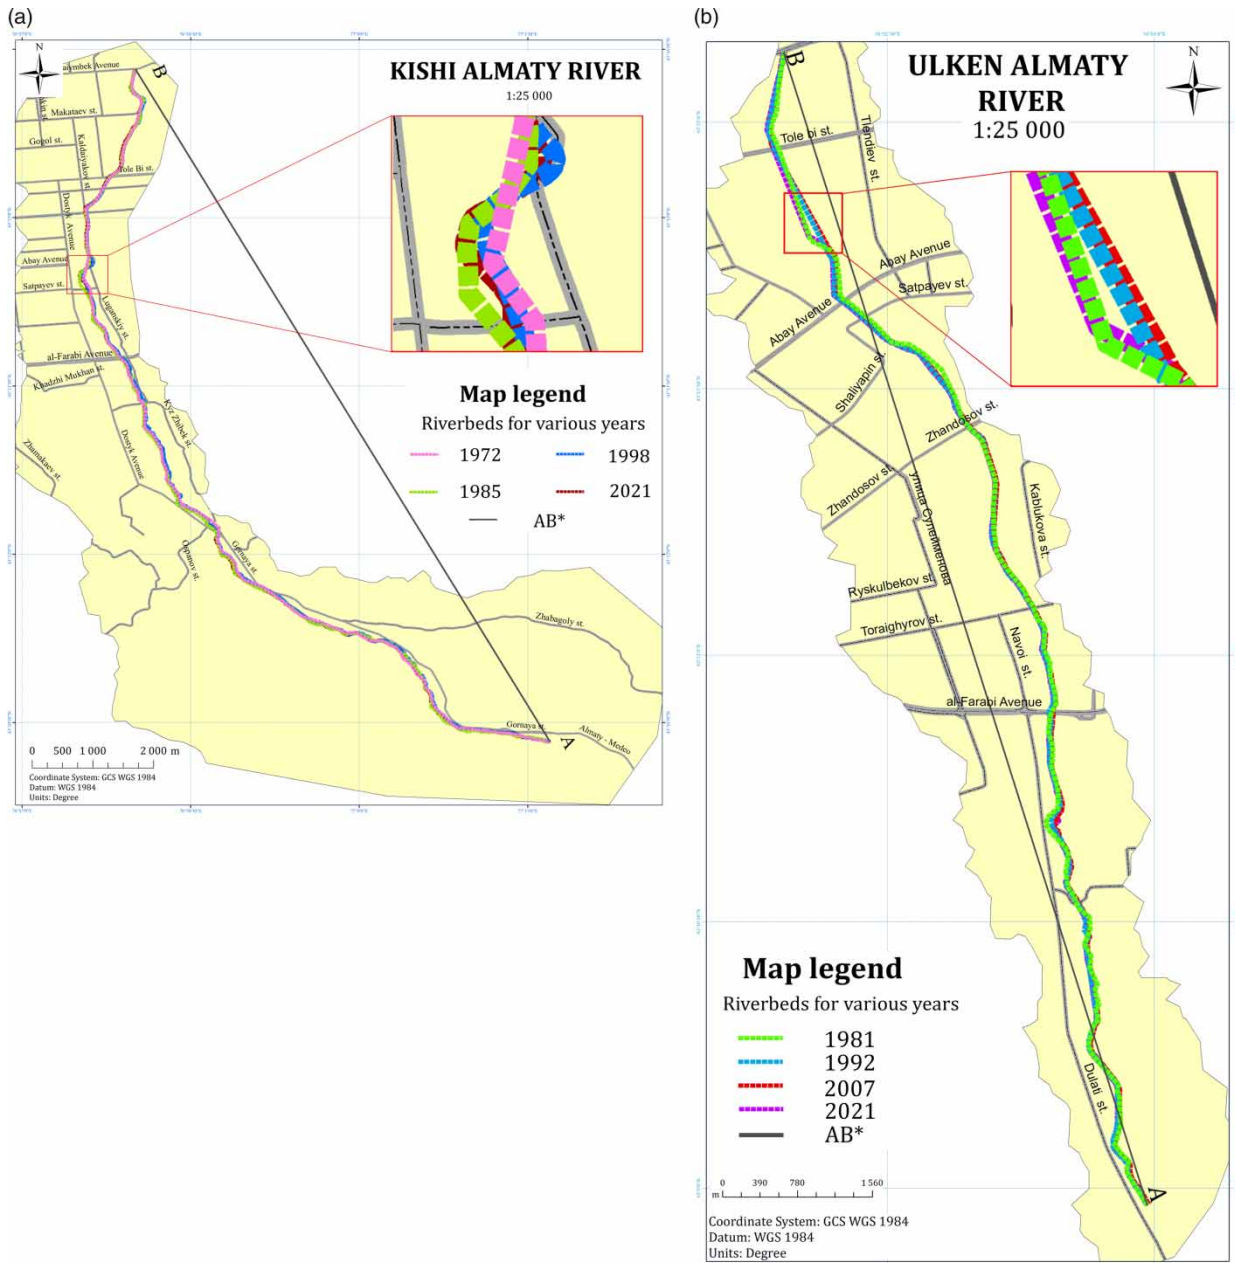 (a)
N
aiymbek Avenue
B
Makataev st.
Gogol st.
Kaldayakov st.
Tole Bi st.
Dostyk Avenue
Abay Avenue
Satpayev st.
Luganskiy st.
al-Farabi Avenue
Khadzhi Mukhan st.
Kyz Zhibek st.
Dostyk Avenue
Zhamakaev st.
Ospanov st.
Gornaya st.
Zhabagoly st.
Gornaya st.
A
Almaty - Medeo
KISHI ALMATY RIVER
1:25 000
Map legend
Riverbeds for various years
1972
1998
1985
2021
AB*
0 500 1 000 2 000 m
Coordinate System: GCS WGS 1984
Datum: WGS 1984
Units: Degree
(b)
B
ULKEN ALMATY
RIVER
1:25 000
N
Tole bi st.
Tlendiev st.
Abay Avenue
Satpayev st.
Abay Avenue
Shaliyapin st.
Zhandosov st.
Zhandosov st.
улица Сулейменова
Kablukova st.
Ryskulbekov st.
Toraighyrov st.
Navoi st.
al-Farabi Avenue
Dulati st.
A
Map legend
Riverbeds for various years
1981
1992
2007
2021
AB*
0 390 780 1 560
m
Coordinate System: GCS WGS 1984
Datum: WGS 1984
Units: Degree